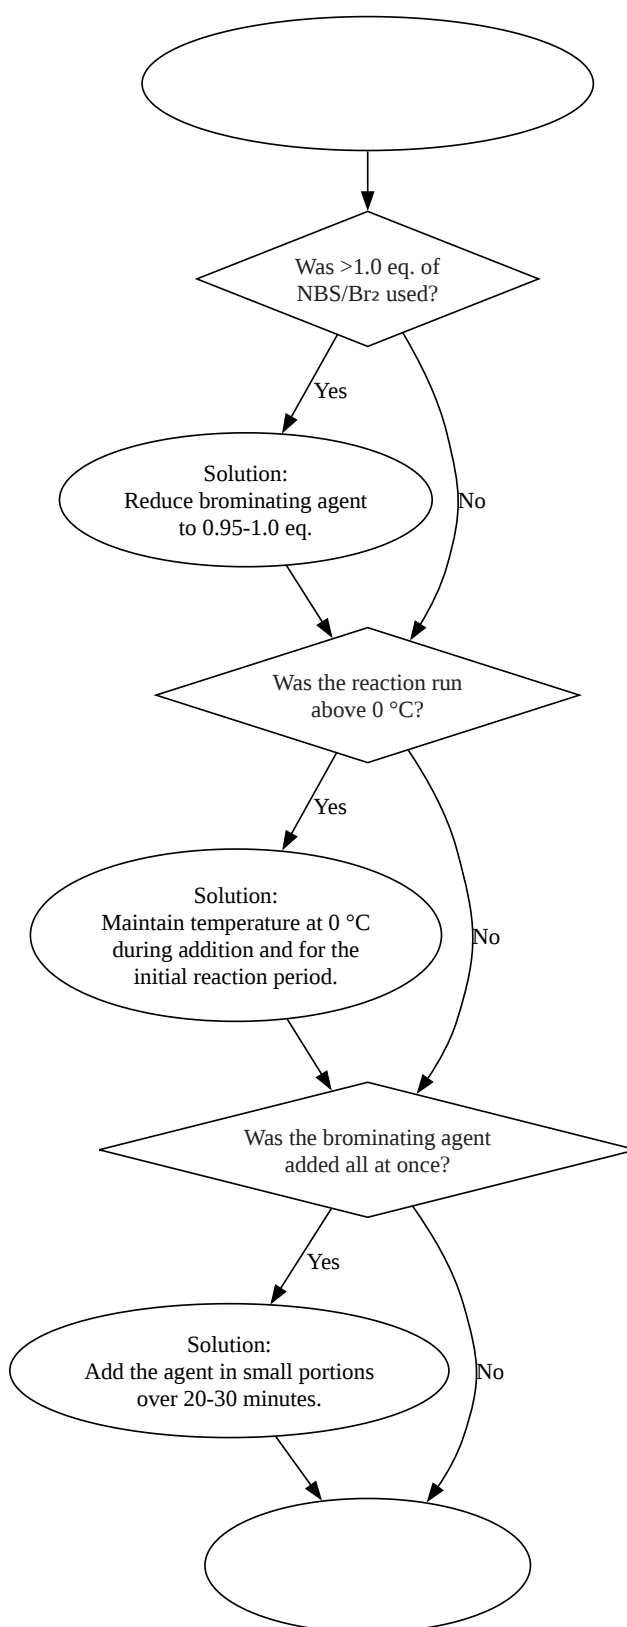 Was >1.0 eq. of
NBS/Br₂ used?
Yes
Solution:
Reduce brominating agent
to 0.95-1.0 eq.
No
Was the reaction run
above 0 °C?
Yes
Solution:
Maintain temperature at 0 °C
during addition and for the
initial reaction period.
No
Was the brominating agent
added all at once?
Yes
Solution:
Add the agent in small portions
over 20-30 minutes.
No